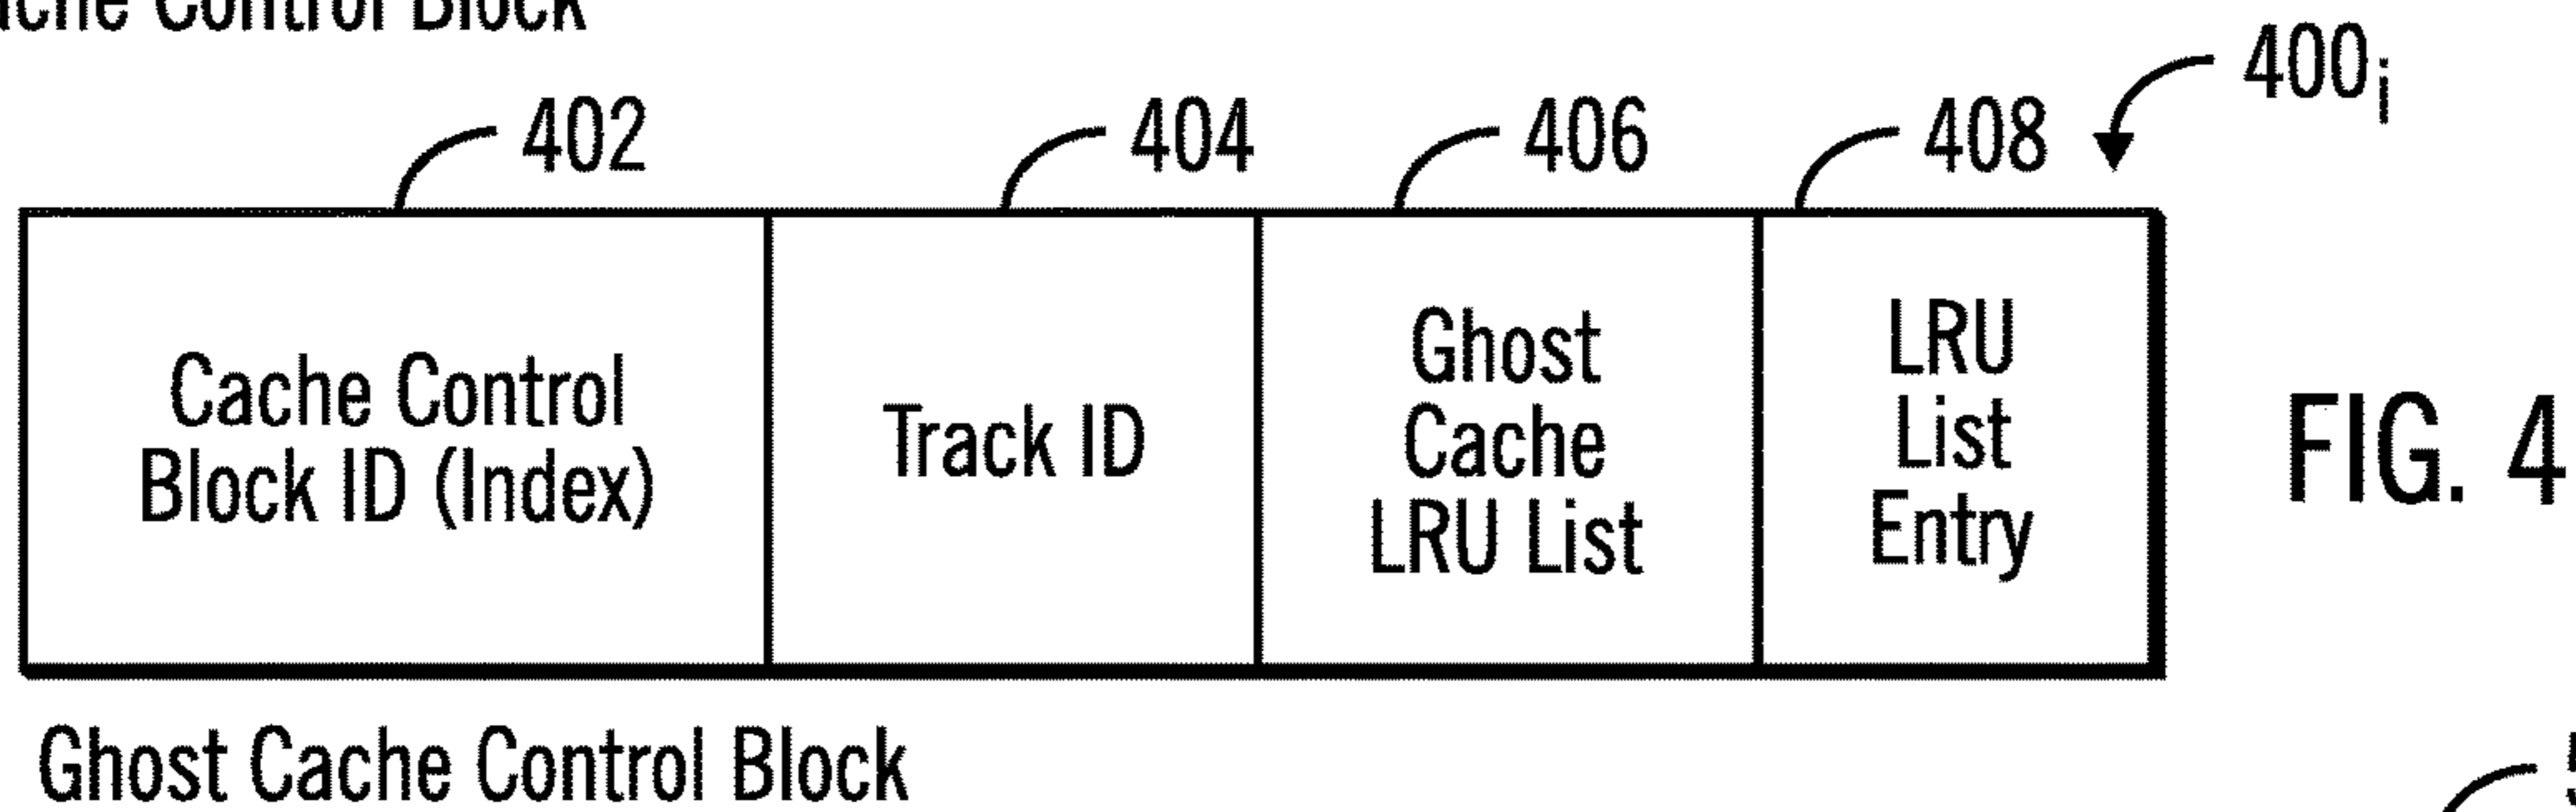 Control Block
400i
402
404
406
408
Cache Control
Block ID (Index)
Track ID
Ghost
Cache
LRU List
LRU
List
Entry
FIG. 4
Ghost Cache Control Block